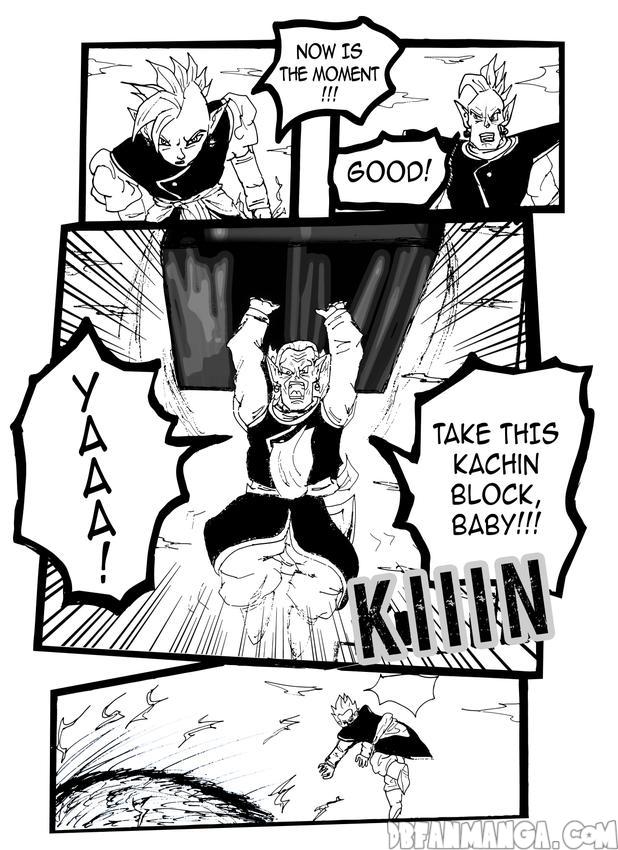 NOW IS
THE MOMENT
!!!
GOOD!
YAAA!
TAKE THIS
KACHIN
BLOCK,
BABY!!!
KIIIN
DBFANMANGA.COM